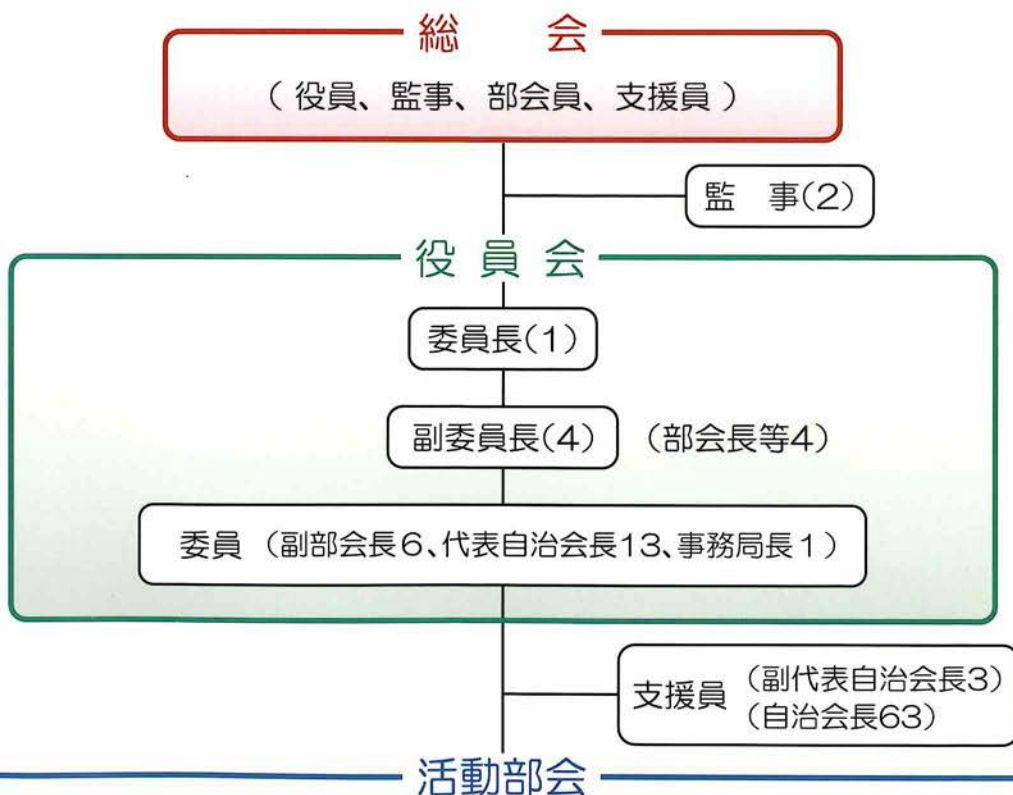 総　会
（役員、監事、部会員、支援員）
監　事(2)
役 員 会
委員長(1)
副委員長(4)　(部会長等4)
委員（副部会長6、代表自治会長13、事務局長1）
支援員（副代表自治会長3）
（自治会長63）
活動部会